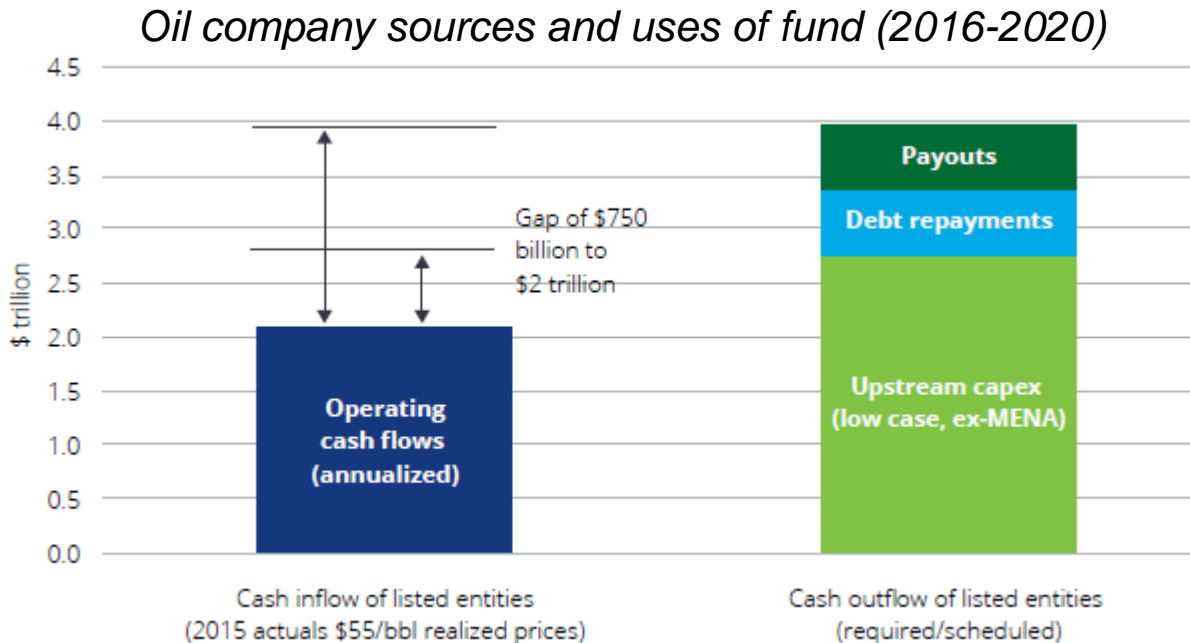 Oil company sources and uses of fund (2016-2020)
$ trillion
4.5
4.0
3.5
3.0
2.5
2.0
1.5
1.0
0.5
0.0
Gap of $750
billion to
$2 trillion
Operating
cash flows
(annualized)
Payouts
Debt repayments
Upstream capex
(low case, ex-MENA)
Cash inflow of listed entities
(2015 actuals $55/bbl realized prices)
Cash outflow of listed entities
(required/scheduled)